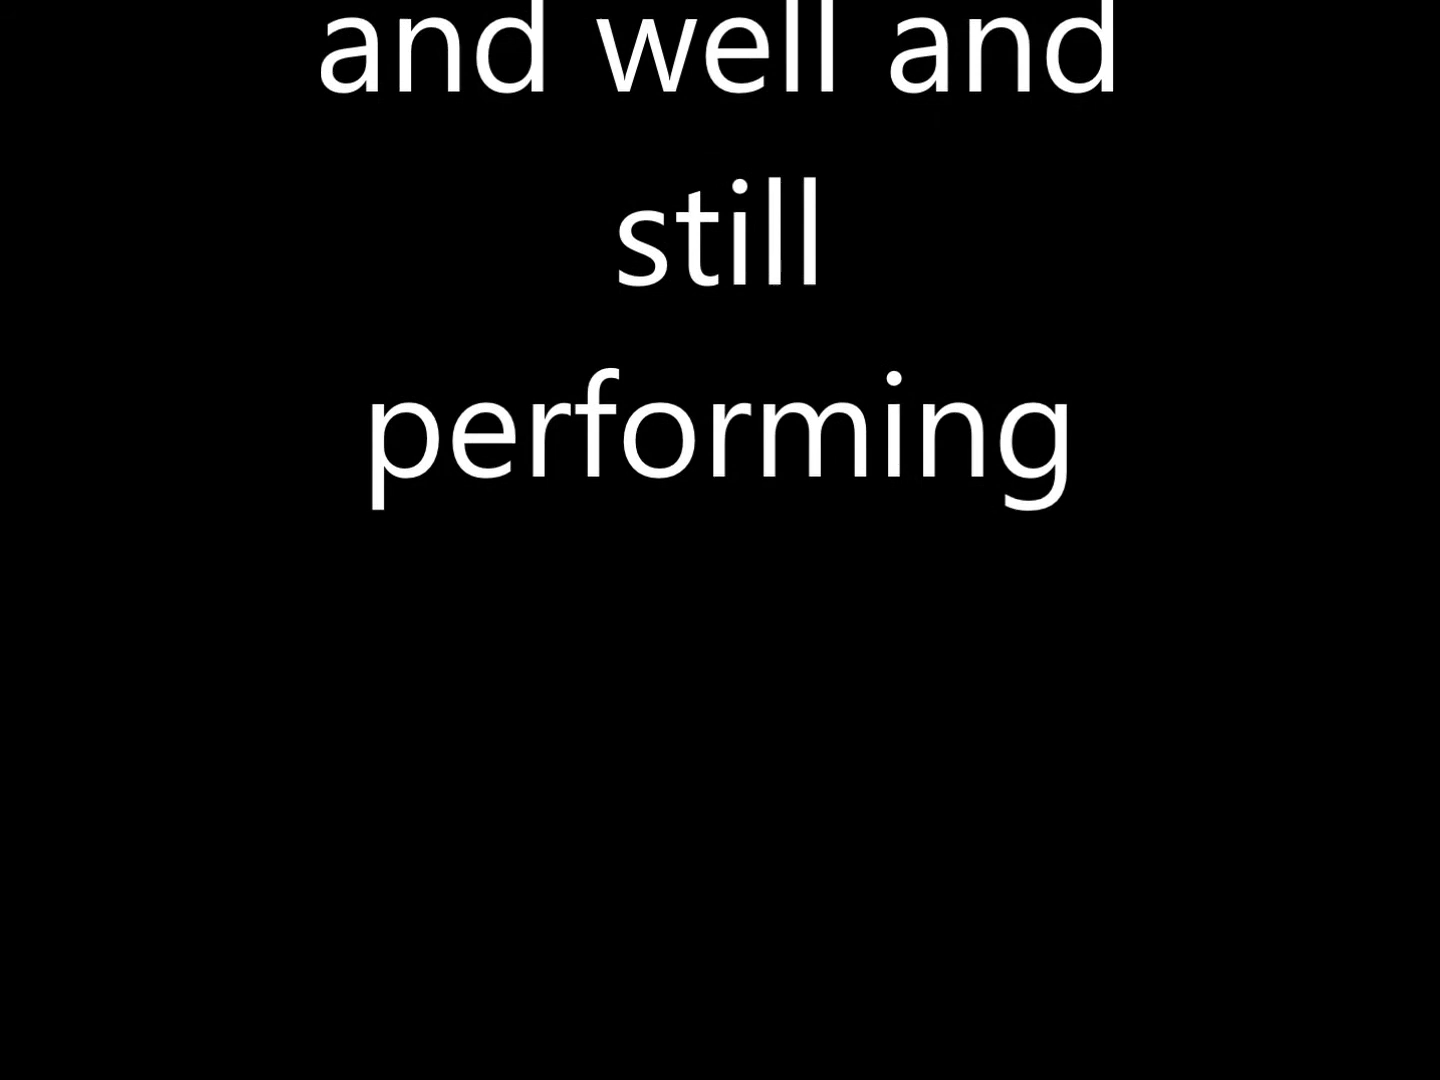 and well and
still
performing